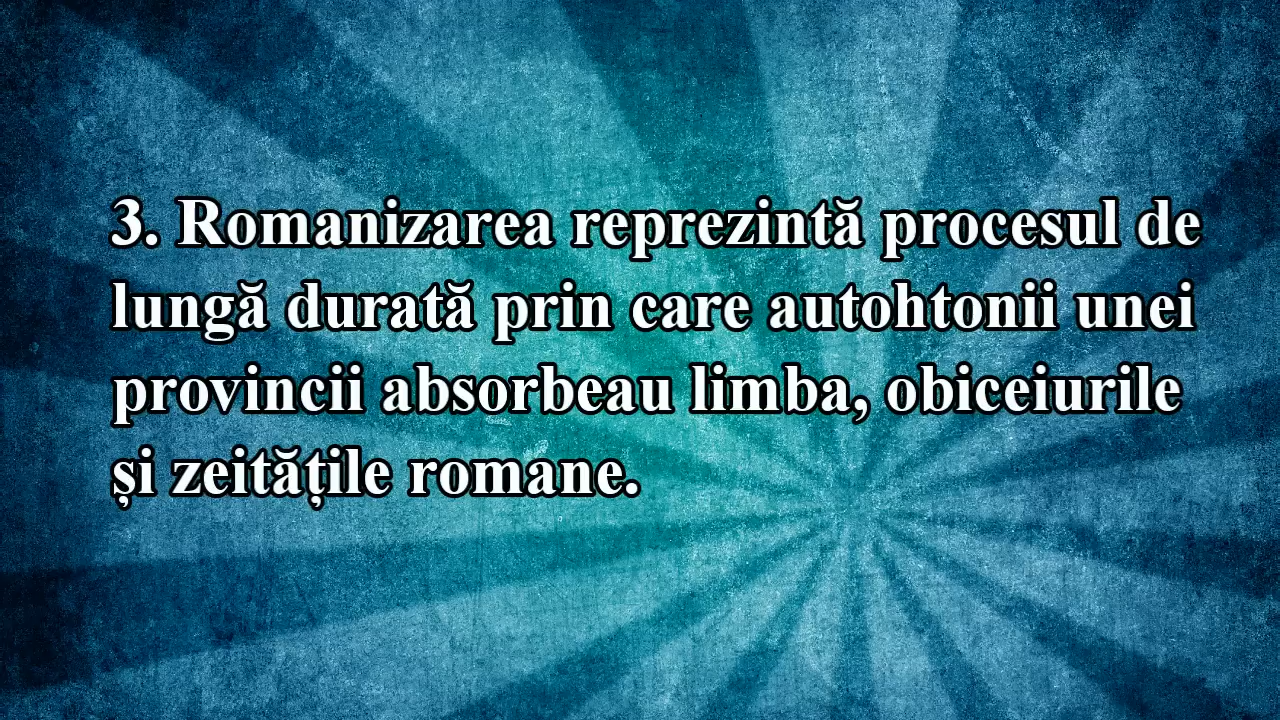 3. Romanizarea reprezintă procesul de
lungă durată prin care autohtonii unei
provincii absorbeau limba, obiceiurile
și zeitățile romane.